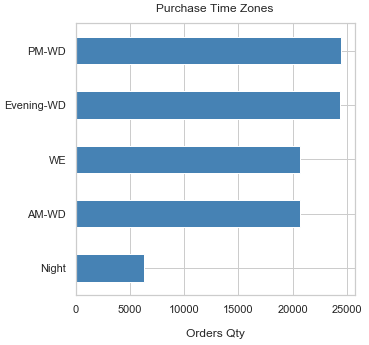 Purchase Time Zones
PM-WD
Evening-WD
WE
AM-WD
Night
0 5000 10000 15000 20000 25000
Orders Qty